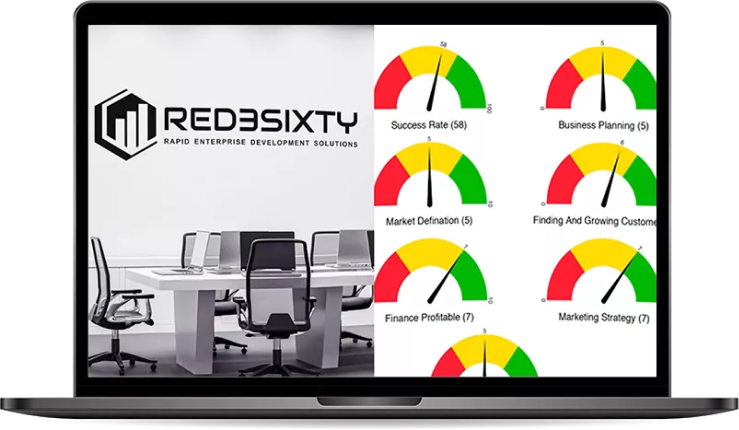 RED3SIXTY
RAPID ENTERPRISE DEVELOPMENT SOLUTIONS
58
100
Success Rate (58)
5
0
Business Planning (5)
5
10
Market Defination (5)
6
0
Finding And Growing Custome
7
10
Finance Profitable (7)
7
0
Marketing Strategy (7)
5